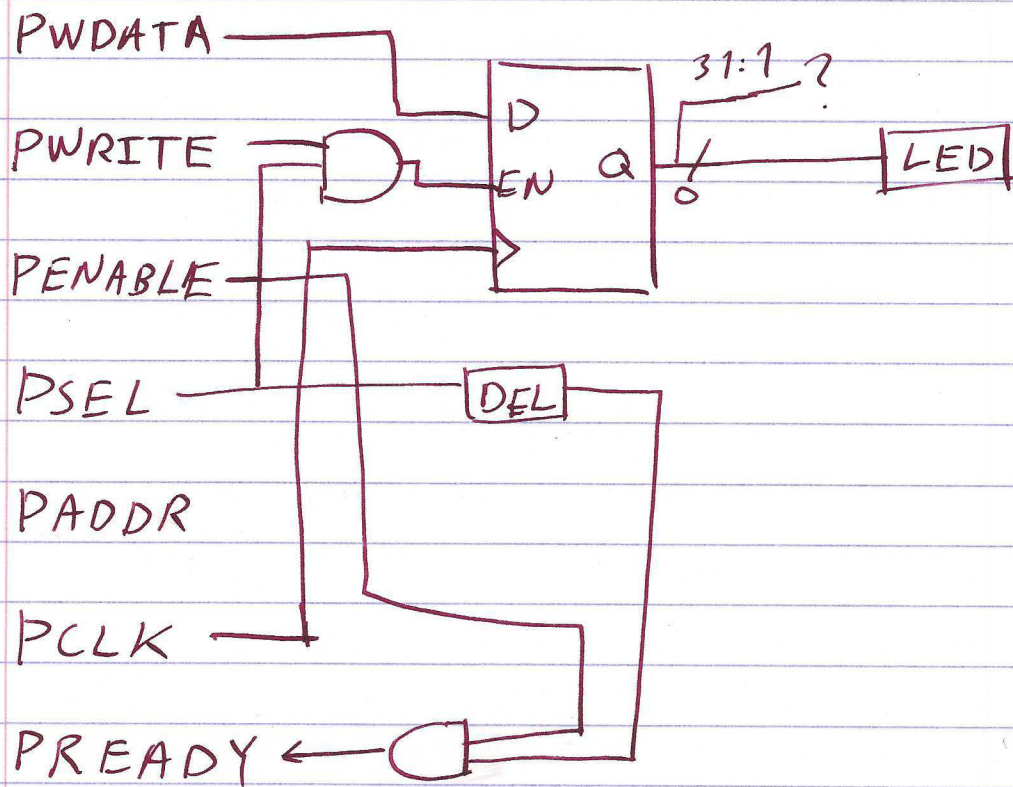 PWDATA
31:1 ?
D
PWRITE
Q
LED
EN
0
PENABLE
PSEL
DEL
PADDR
PCLK
PREADY